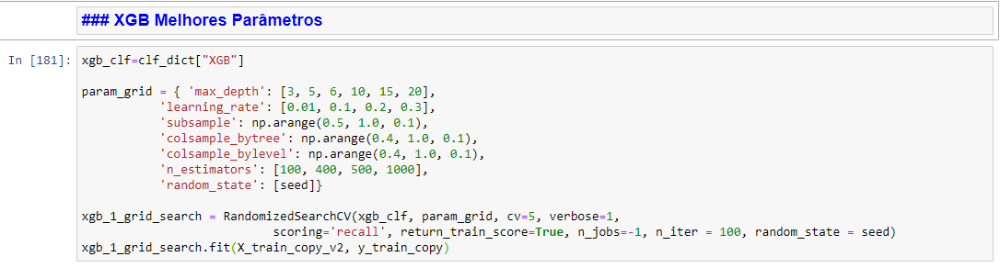 ### XGB Melhores Parâmetros
In [181]: xgb_clf=clf_dict["XGB"]
param_grid = { 'max_depth': [3, 5, 6, 10, 15, 20],
'learning_rate': [0.01, 0.1, 0.2, 0.3],
'subsample': np.arange(0.5, 1.0, 0.1),
'colsample_bytree': np.arange(0.4, 1.0, 0.1),
'colsample_bylevel': np.arange(0.4, 1.0, 0.1),
'n_estimators': [100, 400, 500, 1000],
'random_state': [seed]}
xgb_1_grid_search = RandomizedSearchCV(xgb_clf, param_grid, cv=5, verbose=1,
scoring='recall', return_train_score=True, n_jobs=-1, n_iter = 100, random_state = seed)
xgb_1_grid_search.fit(X_train_copy_v2, y_train_copy)